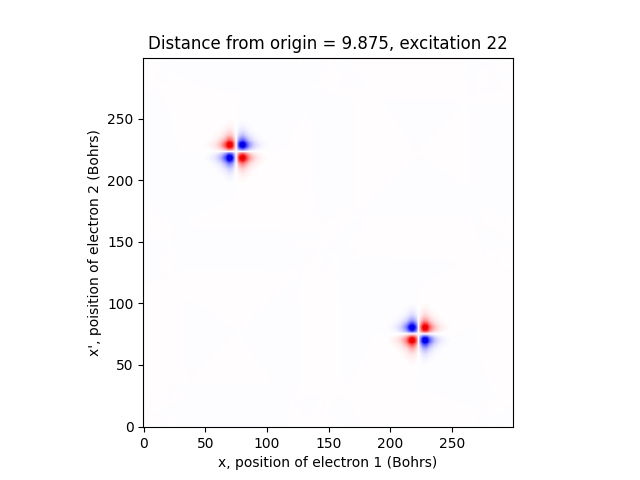 Distance from origin = 9.875, excitation 22
x', poisition of electron 2 (Bohrs)
250
200
150
100
50
0
0 50 100 150 200 250
x, position of electron 1 (Bohrs)